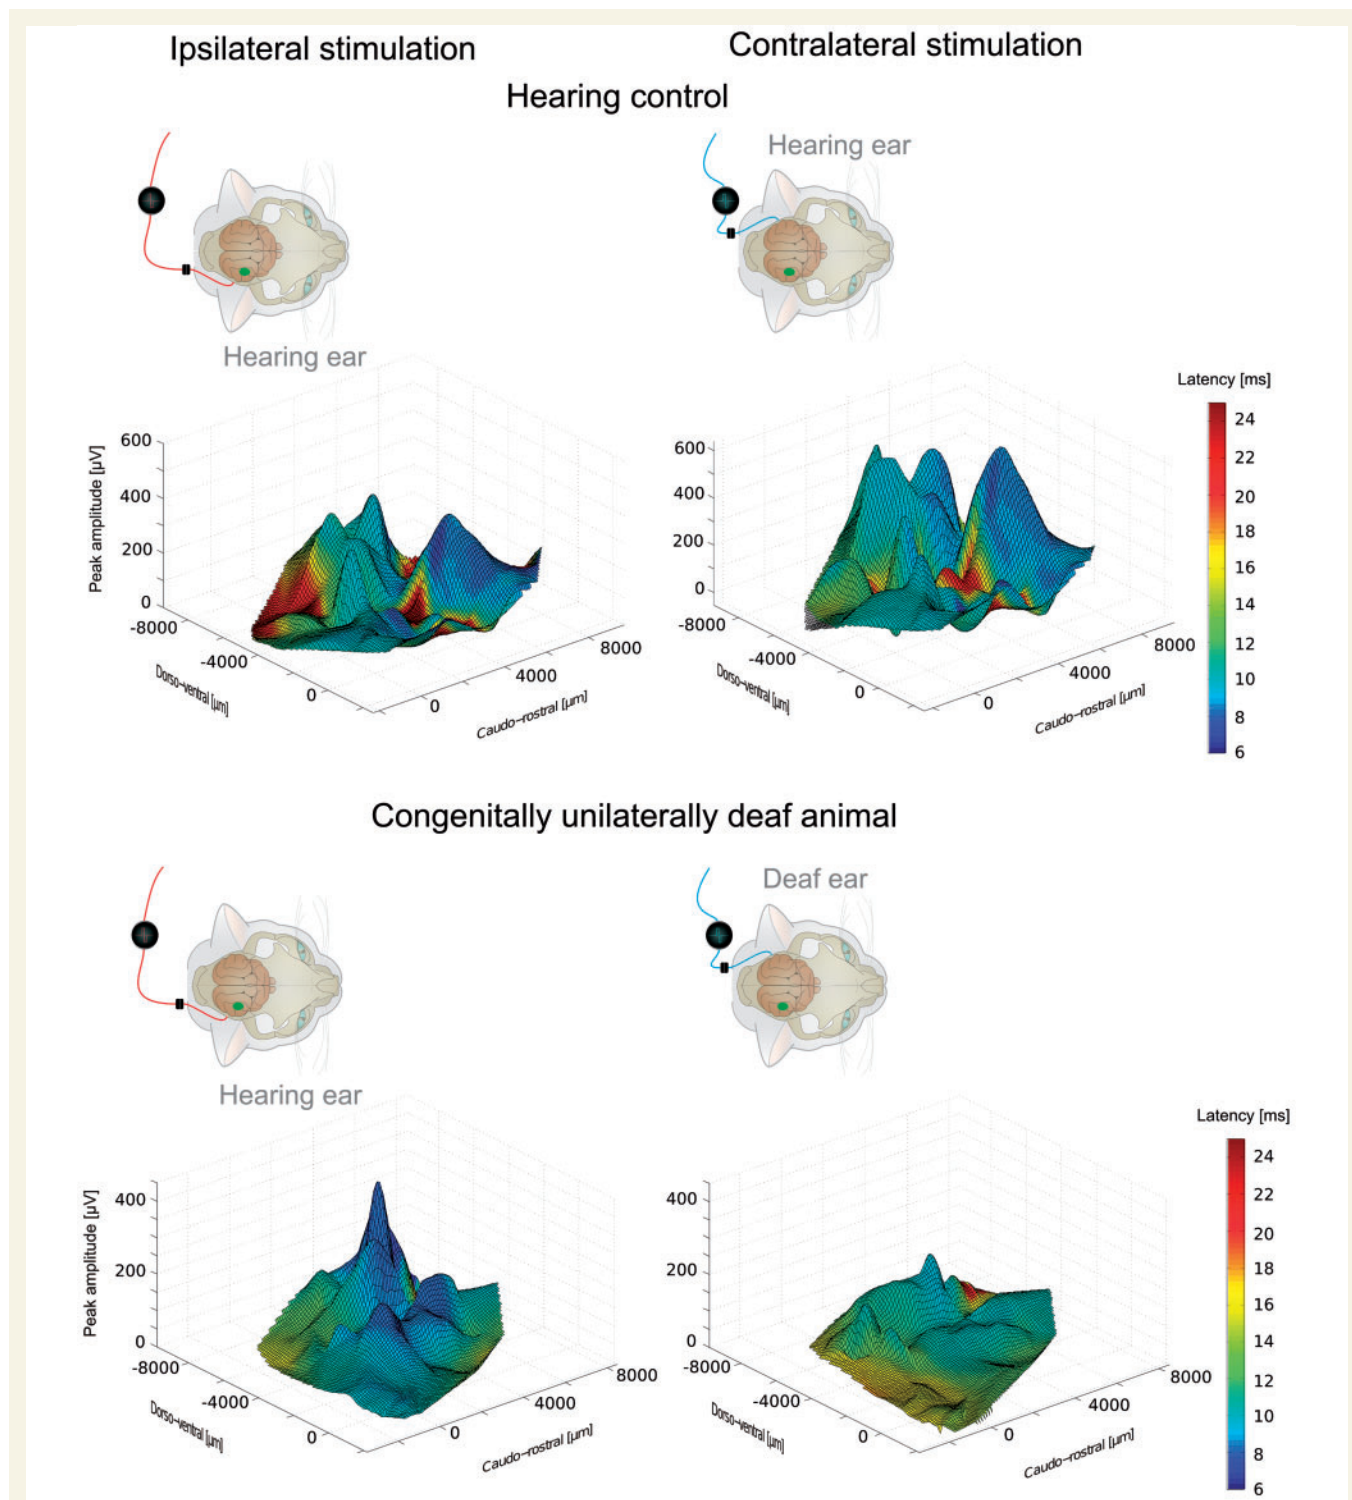 Ipsilateral stimulation
Contralateral stimulation
Hearing control
Hearing ear
Hearing ear
Latency [ms]
24
22
20
18
16
14
12
10
8
6
Peak amplitude [µV]
600
400
200
0
-8000
-4000
0
Dorso-ventral [µm]
0
4000
8000
Caudo-rostral [µm]
600
400
200
0
-8000
-4000
0
Dorso-ventral [µm]
0
4000
8000
Caudo-rostral [µm]
Congenitally unilaterally deaf animal
Deaf ear
Hearing ear
Latency [ms]
24
22
20
18
16
14
12
10
8
6
Peak amplitude [µV]
400
200
0
-8000
-4000
0
Dorso-ventral [µm]
0
4000
8000
Caudo-rostral [µm]
400
200
0
-8000
-4000
0
Dorso-ventral [µm]
0
4000
8000
Caudo-rostral [µm]